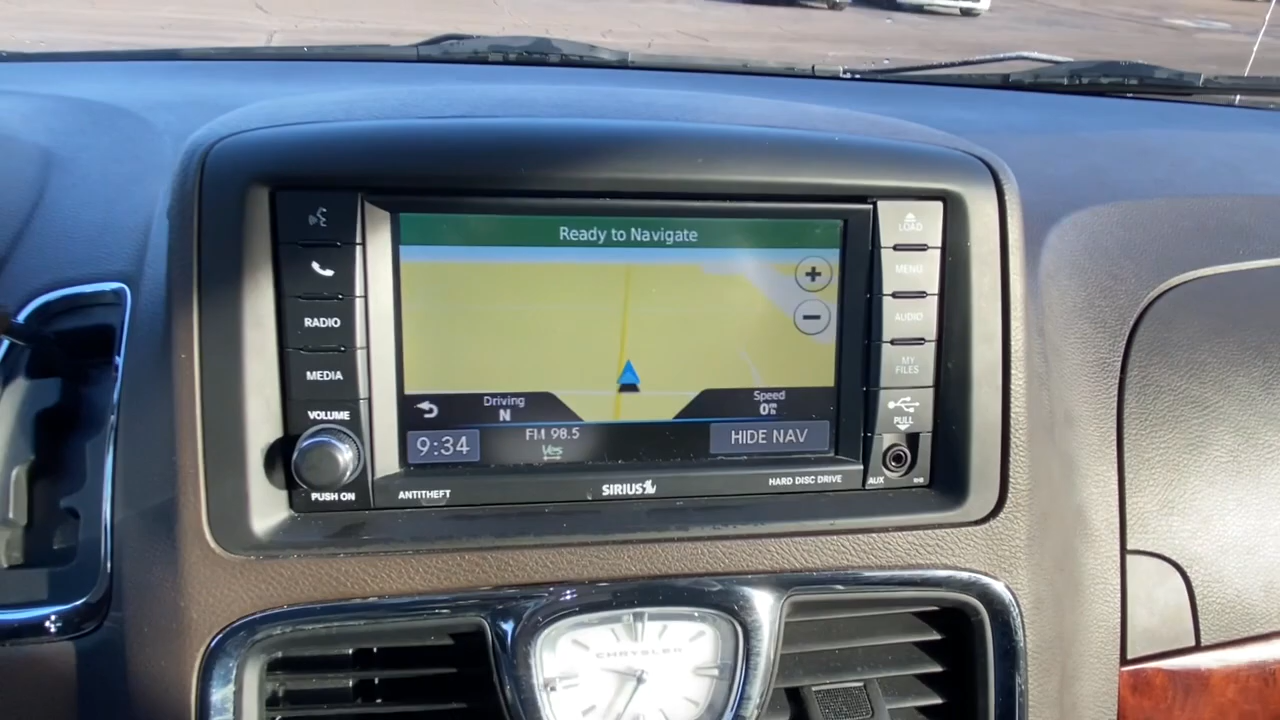 Ready to Navigate
LOAD
MENU
RADIO
AUDIO
MEDIA
MY
FILES
Driving
N
Speed
0
VOLUME
PULL
9:34
FM 98.5
Yes
HIDE NAV
PUSH ON
ANTITHEFT
SIRIUS
HARD DISC DRIVE
AUX
CHRYSLER